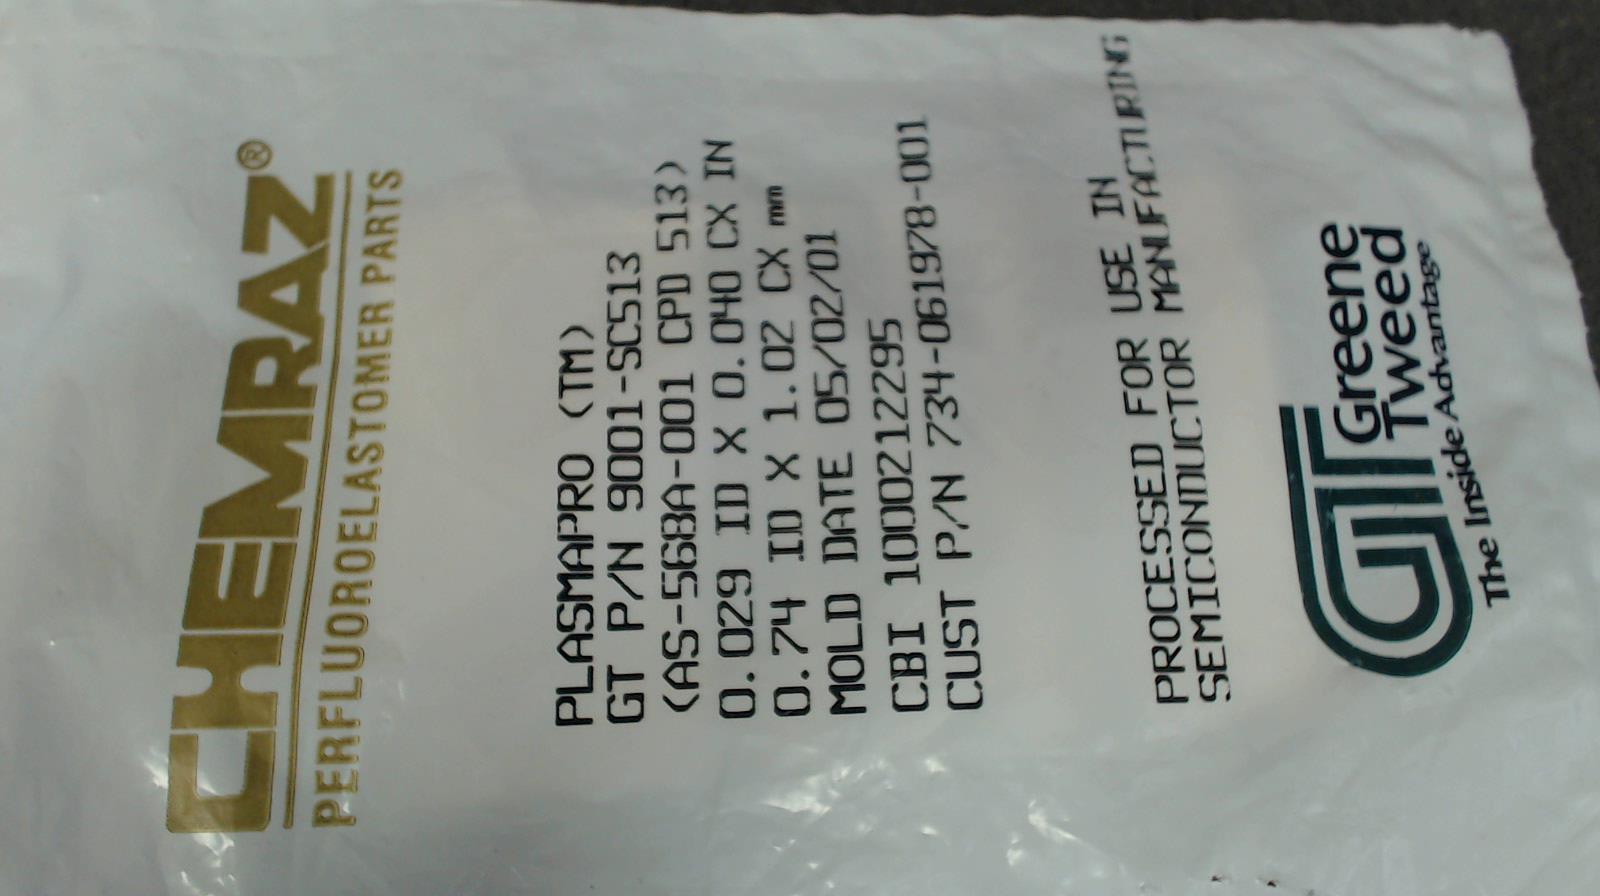 CHEMRAZ®
PERFLUOROELASTOMER PARTS
PLASMAPRO (TM)
GT P/N 9001-SC513
(AS-568A-001 CPD 513)
0.029 ID X 0.040 CX IN
0.74 ID X 1.02 CX mm
MOLD DATE 05/02/01
CBI 1000212295
CUST P/N 734-061978-001
PROCESSED FOR USE IN
SEMICONDUCTOR MANUFACTURING
GT Greene
Tweed
The Inside Advantage